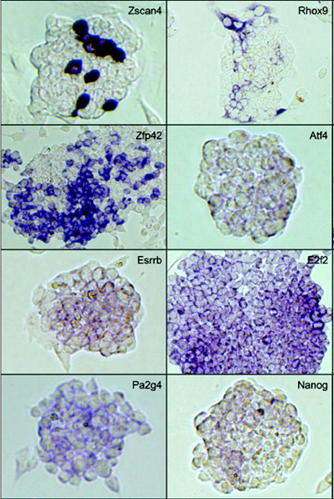 Zscan4
Rhox9
Zfp42
Atf4
Esrrb
E2f2
Pa2g4
Nanog